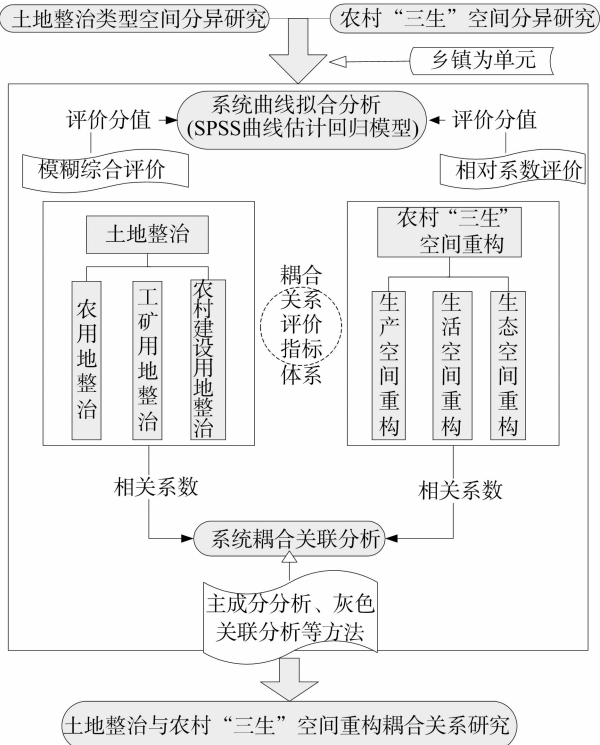 土地整治类型空间分异研究
农村“三生”空间分异研究
乡镇为单元
系统曲线拟合分析
(SPSS曲线估计回归模型)
评价分值
评价分值
模糊综合评价
相对系数评价
土地整治
农用地整治
工矿用地整治
农村建设用地整治
耦合
关系
评价
指标
体系
农村“三生”
空间重构
生产空间重构
生活空间重构
生态空间重构
相关系数
相关系数
系统耦合关联分析
主成分分析、灰色
关联分析等方法
土地整治与农村“三生”空间重构耦合关系研究